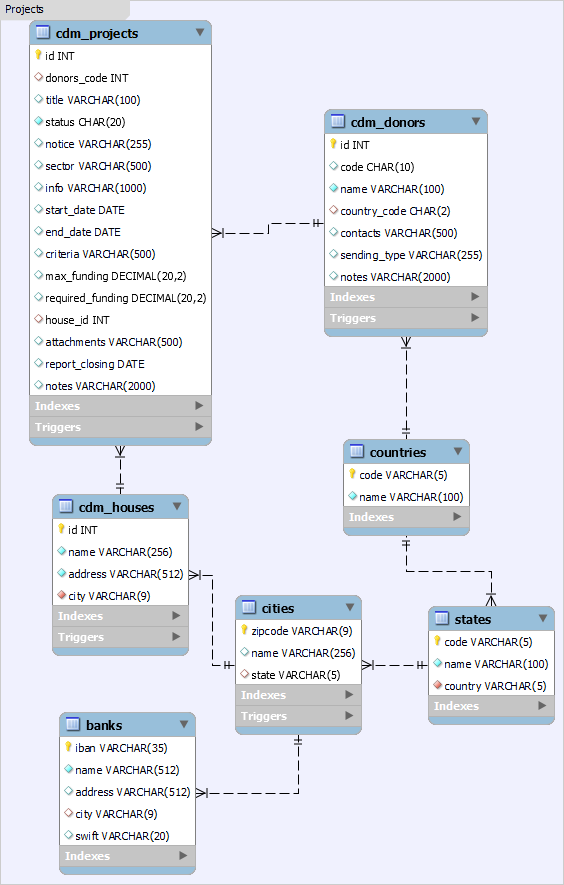 Projects
cdm_projects
id INT
donors_code INT
title VARCHAR(100)
status CHAR(20)
notice VARCHAR(255)
sector VARCHAR(500)
info VARCHAR(1000)
start_date DATE
end_date DATE
criteria VARCHAR(500)
max_funding DECIMAL(20,2)
required_funding DECIMAL(20,2)
house_id INT
attachments VARCHAR(500)
report_closing DATE
notes VARCHAR(2000)
Indexes
Triggers
cdm_donors
id INT
code CHAR(10)
name VARCHAR(100)
country_code CHAR(2)
contacts VARCHAR(500)
sending_type VARCHAR(255)
notes VARCHAR(2000)
Indexes
Triggers
countries
code VARCHAR(5)
name VARCHAR(100)
Indexes
cdm_houses
id INT
name VARCHAR(256)
address VARCHAR(512)
city VARCHAR(9)
Indexes
Triggers
cities
zipcode VARCHAR(9)
name VARCHAR(256)
state VARCHAR(5)
Indexes
Triggers
states
code VARCHAR(5)
name VARCHAR(100)
country VARCHAR(5)
Indexes
banks
iban VARCHAR(35)
name VARCHAR(512)
address VARCHAR(512)
city VARCHAR(9)
swift VARCHAR(20)
Indexes